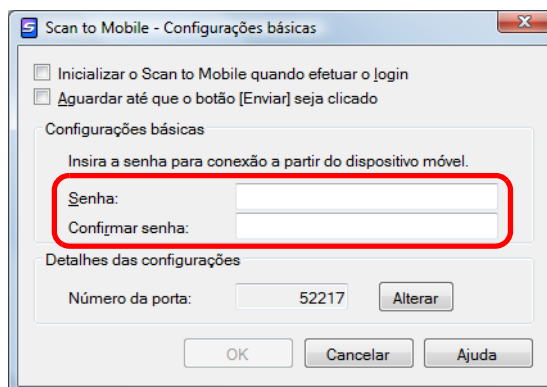 Scan to Mobile - Configurações básicas
Inicializar o Scan to Mobile quando efetuar o login
Aguardar até que o botão [Enviar] seja clicado
Configurações básicas
Insira a senha para conexão a partir do dispositivo móvel.
Senha:
Confirmar senha:
Detalhes das configurações
Número da porta: 52217 Alterar
OK Cancelar Ajuda